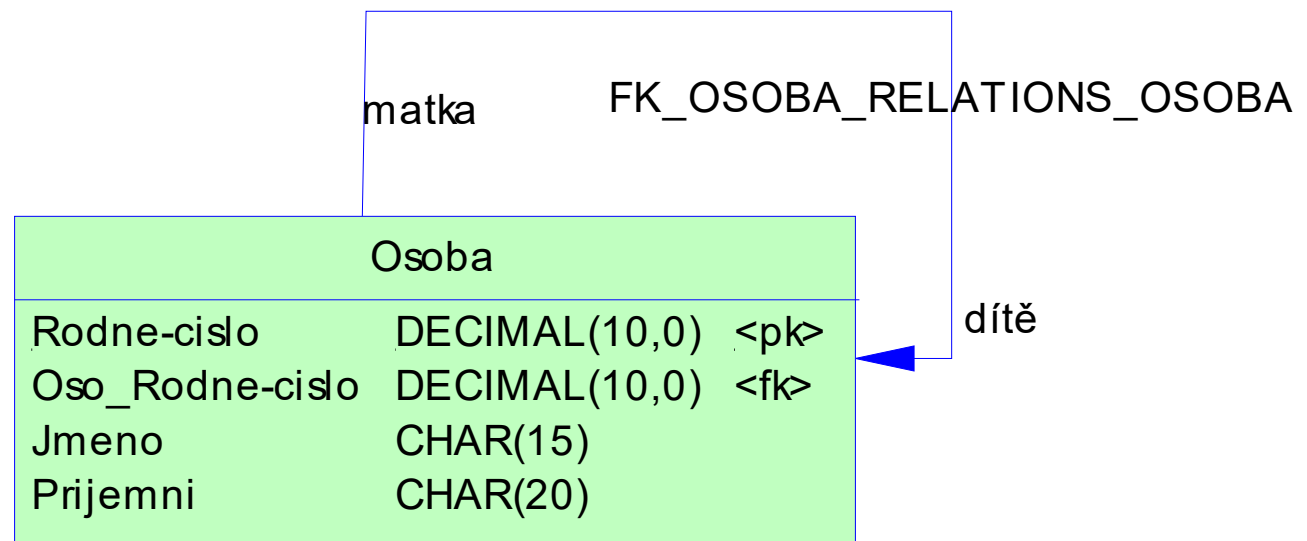 matka FK_OSOBA_RELATIONS_OSOBA
Osoba
Rodne-cislo DECIMAL(10,0) <pk>
dítě
Oso_Rodne-cislo DECIMAL(10,0) <fk>
Jmeno CHAR(15)
Prijemni CHAR(20)